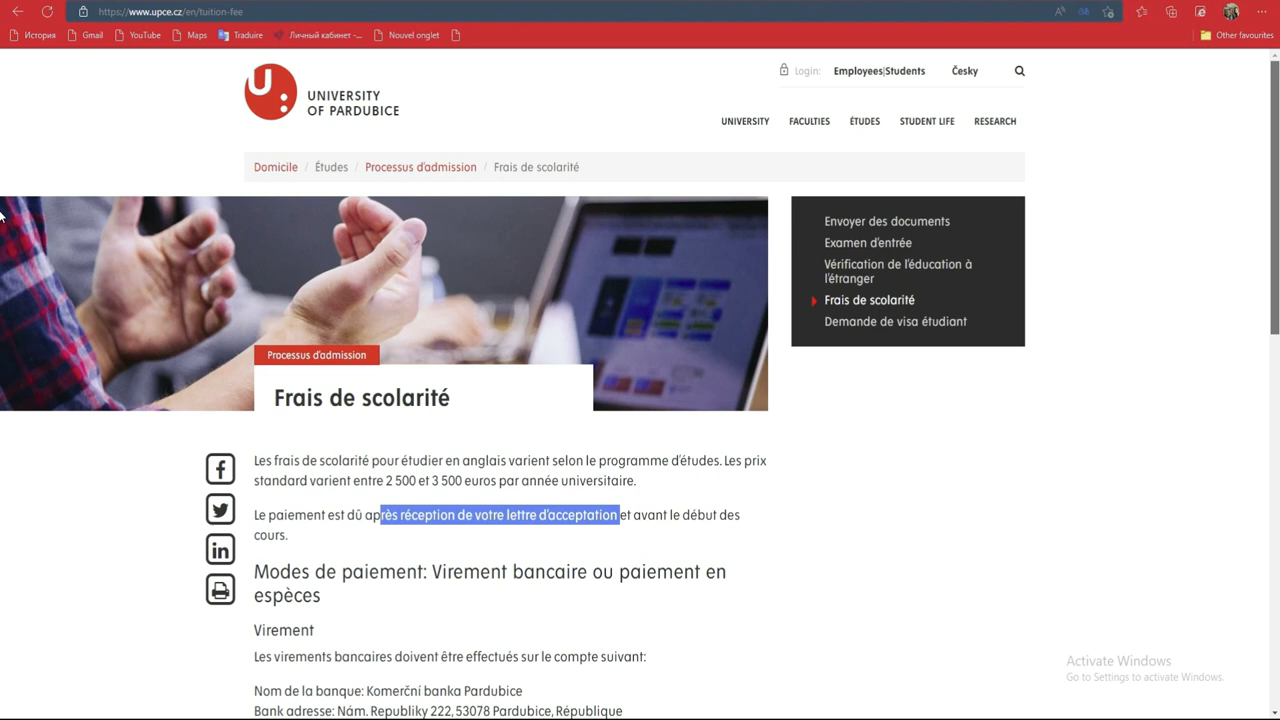 https://www.upce.cz/en/tuition-fee
История Gmail YouTube Maps Traduire Личный кабинет -... Nouvel onglet Other favourites
Login: Employees|Students Česky
UNIVERSITY OF PARDUBICE
UNIVERSITY FACULTIES ÉTUDES STUDENT LIFE RESEARCH
Domicile / Études / Processus d'admission / Frais de scolarité
Envoyer des documents
Examen d'entrée
Vérification de l'éducation à
l'étranger
Frais de scolarité
Demande de visa étudiant
Processus d'admission
Frais de scolarité
Les frais de scolarité pour étudier en anglais varient selon le programme d'études. Les prix
standard varient entre 2 500 et 3 500 euros par année universitaire.
Le paiement est dû après réception de votre lettre d'acceptation et avant le début des
cours.
Modes de paiement: Virement bancaire ou paiement en
espèces
Virement
Les virements bancaires doivent être effectués sur le compte suivant:
Nom de la banque: Komerční banka Pardubice
Bank adresse: Nám. Republiky 222, 53078 Pardubice, République
Activate Windows
Go to Settings to activate Windows.